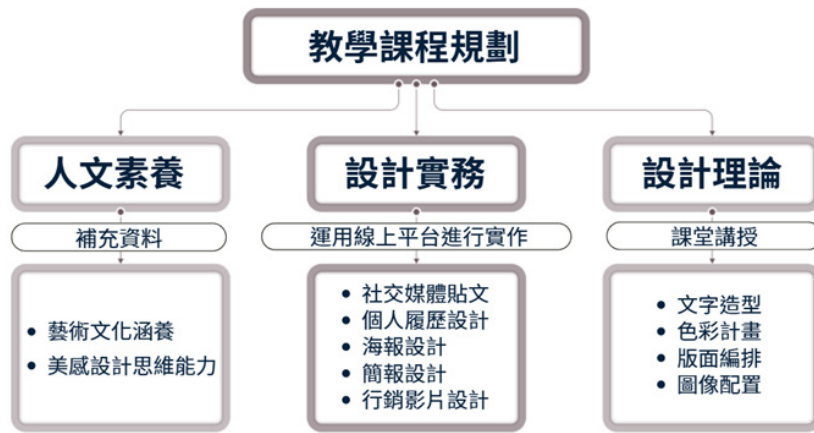 教學課程規劃
人文素養
補充資料
• 藝術文化涵養
• 美感設計思維能力
設計實務
運用線上平台進行實作
• 社交媒體貼文
• 個人履歷設計
• 海報設計
• 簡報設計
• 行銷影片設計
設計理論
課堂講授
• 文字造型
• 色彩計畫
• 版面編排
• 圖像配置